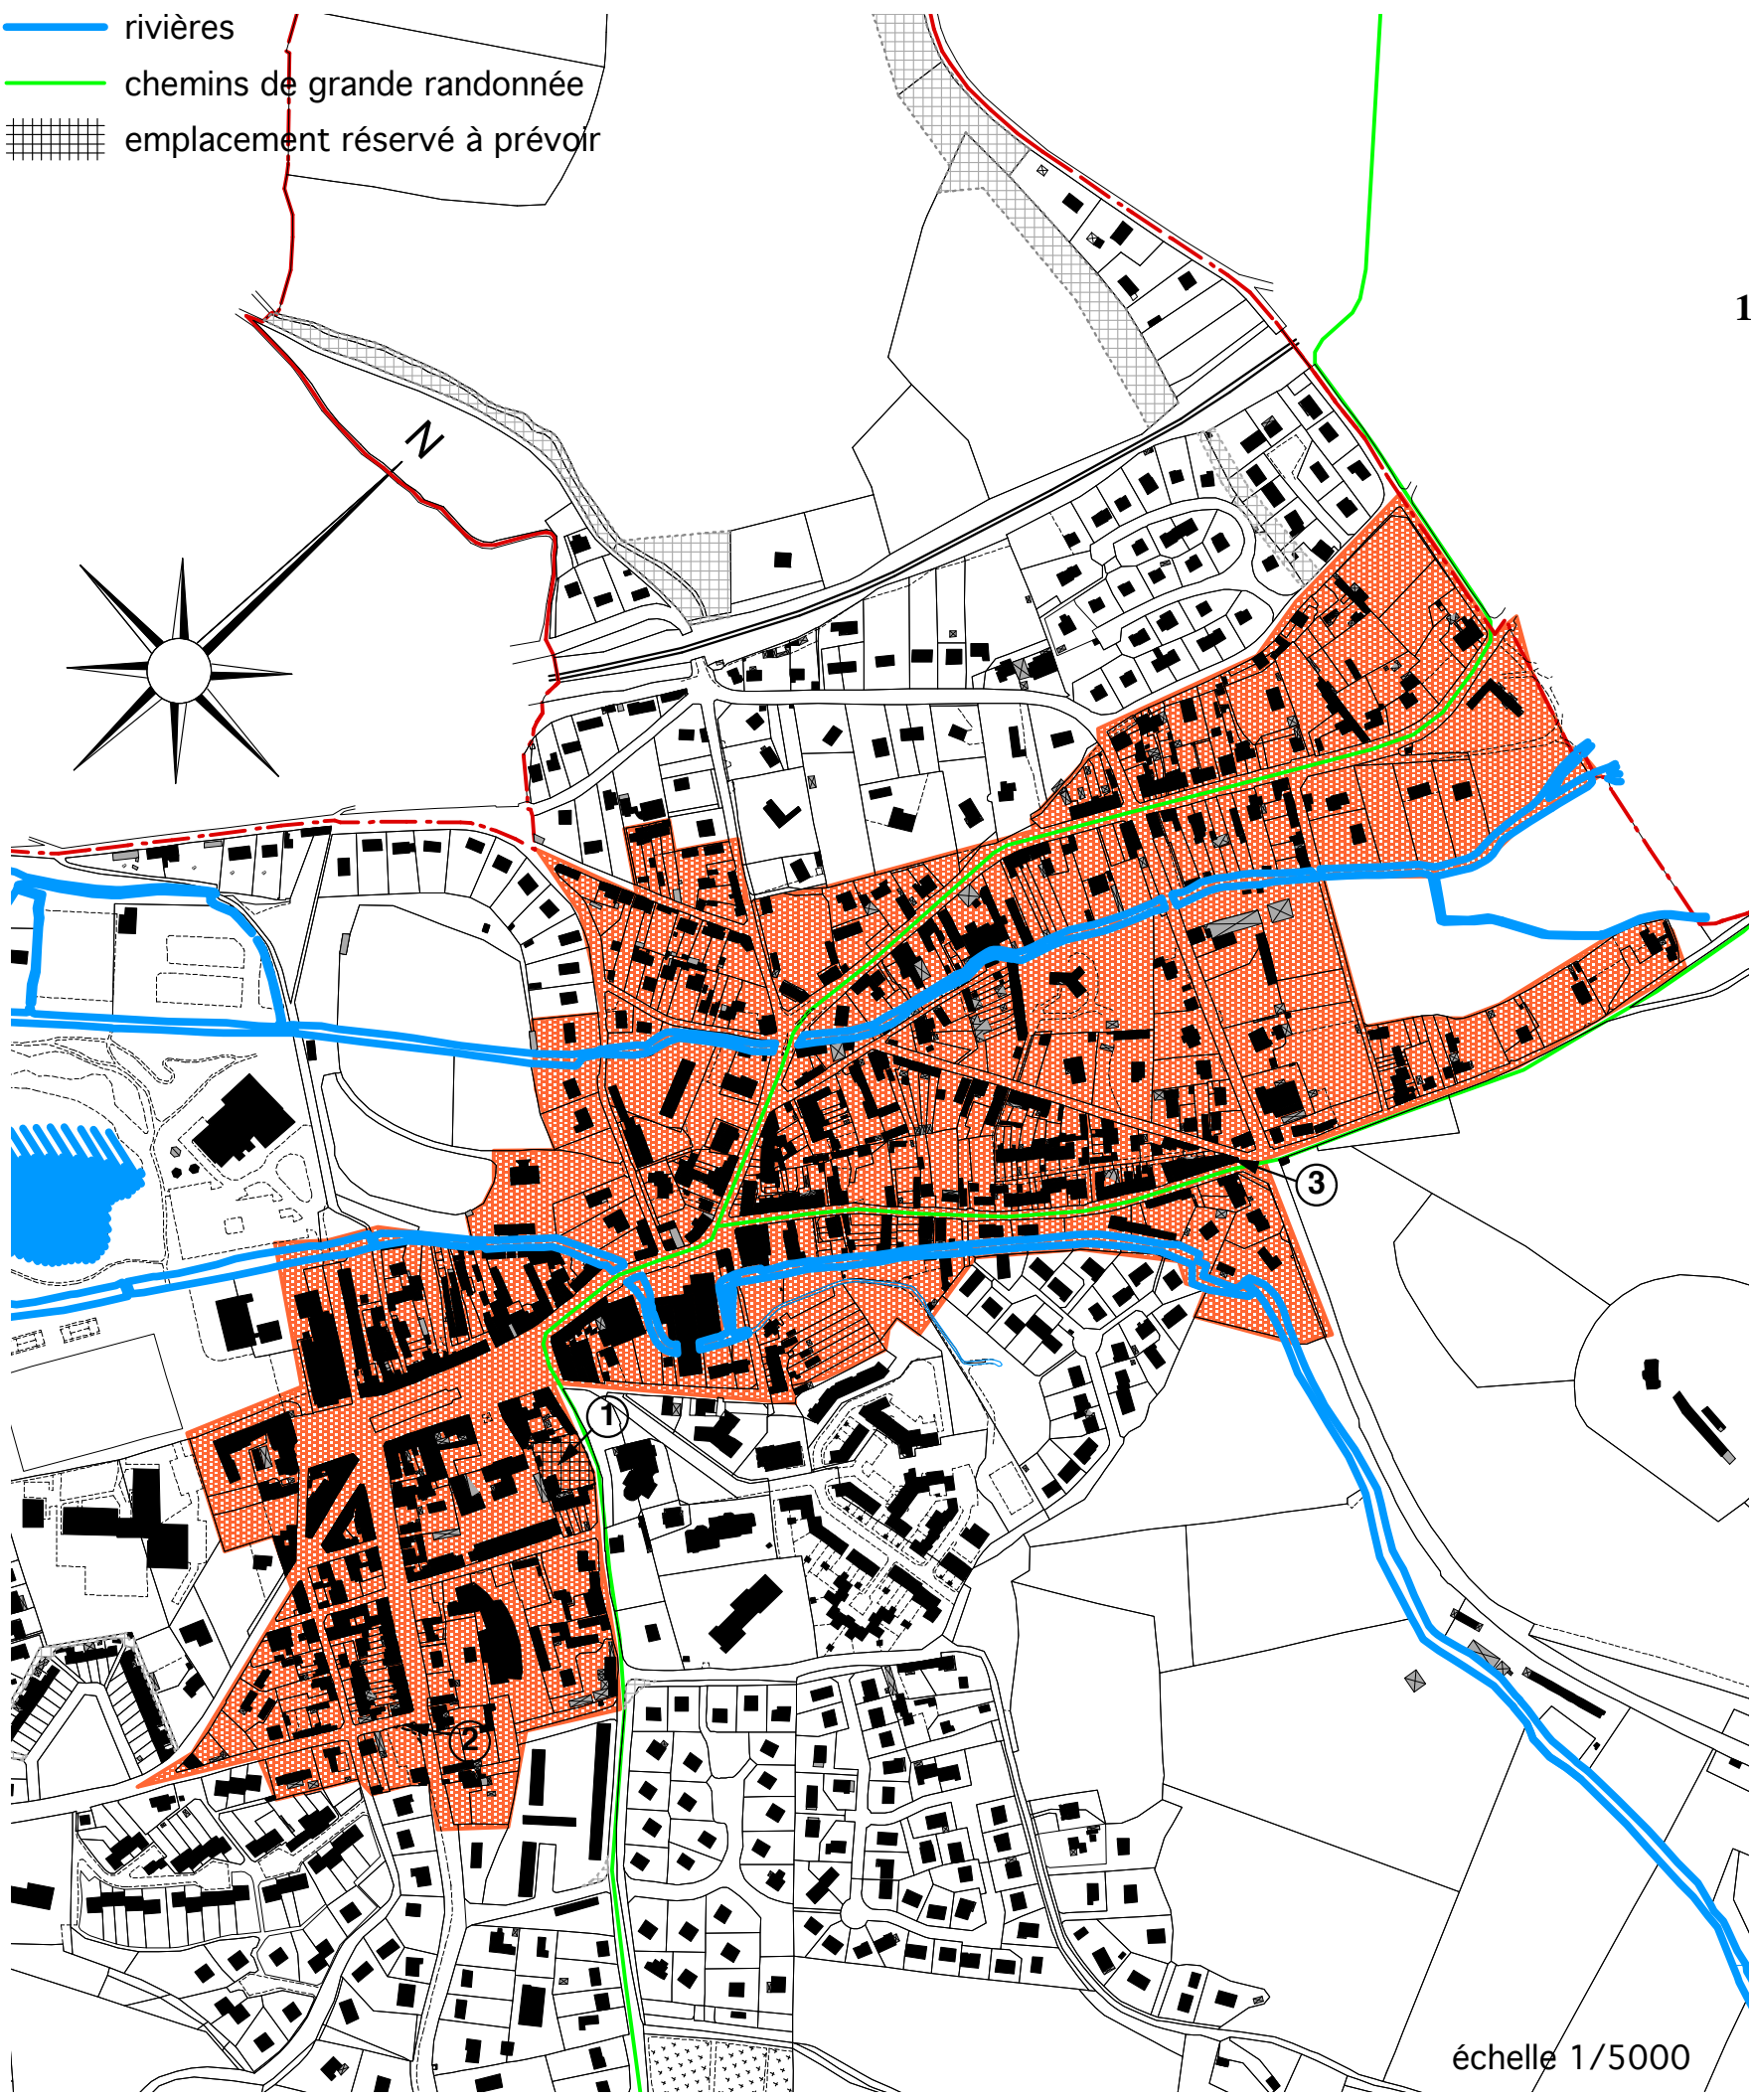 rivières
chemins de grande randonnée
emplacement réservé à prévoir
1
N
3
1
2
échelle 1/5000